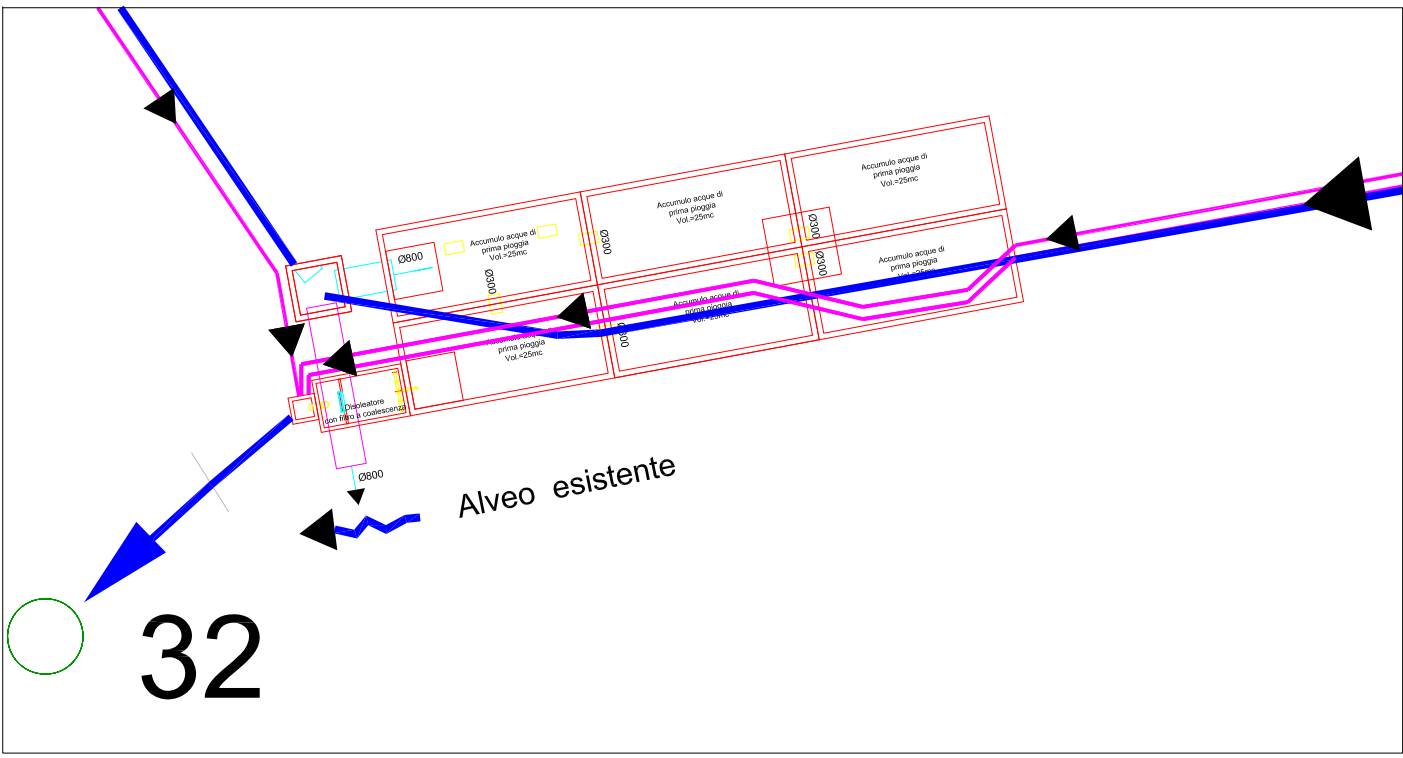 Accumulo acque di
prima pioggia
Vol.=25mc
Accumulo acque di
prima pioggia
Vol.=25mc
Accumulo acque di
prima pioggia
Vol.=25mc
Accumulo acque di
prima pioggia
Vol.=25mc
Accumulo acque di
prima pioggia
Vol.=25mc
prima pioggia
Vol.=25mc
Ø800
Ø300
Ø300
Ø300
Ø300
Ø300
Disoleatore
con filtro a coalescenza
Ø800
Alveo esistente
32